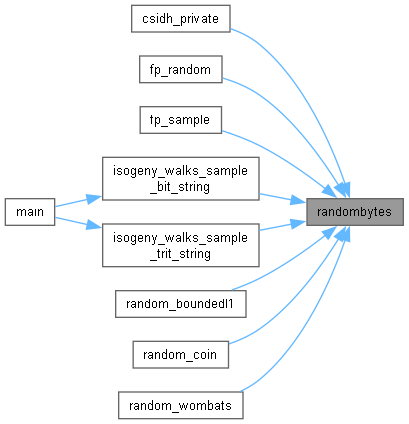 csidh_private
fp_random
fp_sample
isogeny_walks_sample
_bit_string
main
randombytes
isogeny_walks_sample
_trit_string
random_boundedl1
random_coin
random_wombats